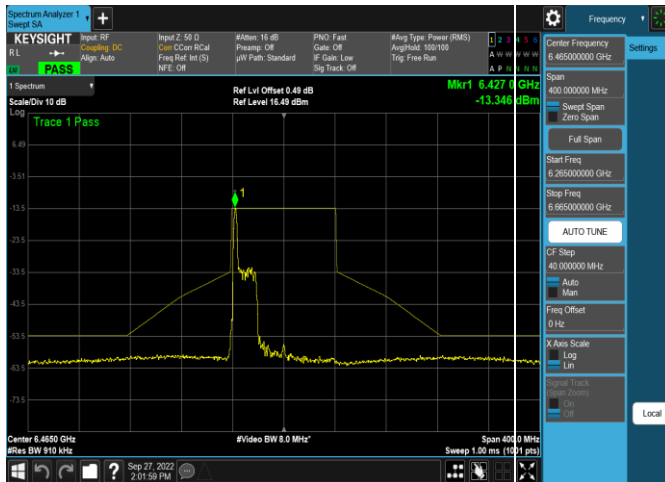 Spectrum Analyzer 1
Swept SA
Frequency
KEYSIGHT
R L
PASS
Input: RF
Coupling: DC
Align: Auto
Input Z: 50 Ω
Corr CCorr RCal
Freq Ref: Int (S)
NFE: Off
#Atten: 16 dB
Preamp: Off
µW Path: Standard
PNO: Fast
Gate: Off
IF Gain: Low
Sig Track: Off
#Avg Type: Power (RMS)
Avg|Hold: 100/100
Trig: Free Run
1 2 3 4 5 6
A W W W W W
A P N N N N
1 Spectrum
Scale/Div 10 dB
Log
Ref Lvl Offset 0.49 dB
Ref Level 16.49 dBm
Mkr1 6.427 0 GHz
-13.346 dBm
Trace 1 Pass
6.49
-3.51
-13.5
-23.5
-33.5
-43.5
-53.5
-63.5
-73.5
1
Center 6.4650 GHz
#Res BW 910 kHz
#Video BW 8.0 MHz*
Span 400.0 MHz
Sweep 1.00 ms (1001 pts)
Sep 27, 2022
2:01:59 PM
Center Frequency
6.465000000 GHz
Span
400.000000 MHz
Swept Span
Zero Span
Full Span
Start Freq
6.265000000 GHz
Stop Freq
6.665000000 GHz
AUTO TUNE
CF Step
40.000000 MHz
Auto
Man
Freq Offset
0 Hz
X Axis Scale
Log
Lin
Signal Track
(Span Zoom)
On
Off
Settings
Local